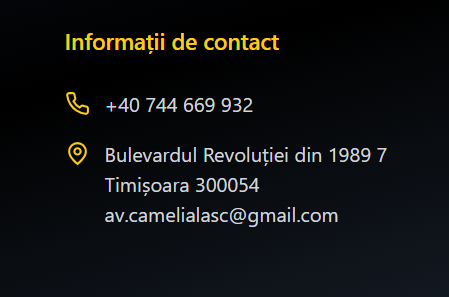 Informații de contact
+40 744 669 932
Bulevardul Revoluției din 1989 7
Timișoara 300054
av.camelialasc@gmail.com